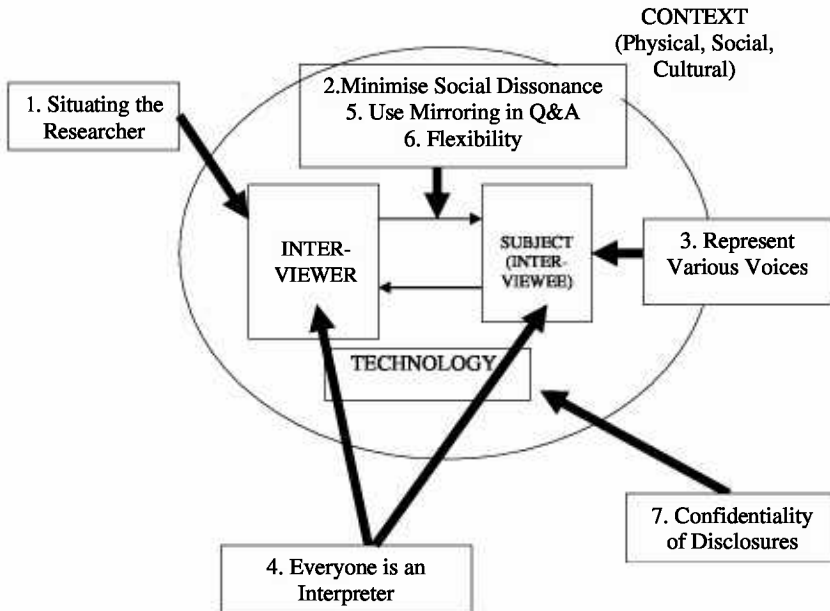 CONTEXT
(Physical, Social,
Cultural)
1. Situating the
Researcher
2.Minimise Social Dissonance
5. Use Mirroring in Q&A
6. Flexibility
INTER-
VIEWER
SUBJECT
(INTER-
VIEWEE)
3. Represent
Various Voices
TECHNOLOGY
7. Confidentiality
of Disclosures
4. Everyone is an
Interpreter